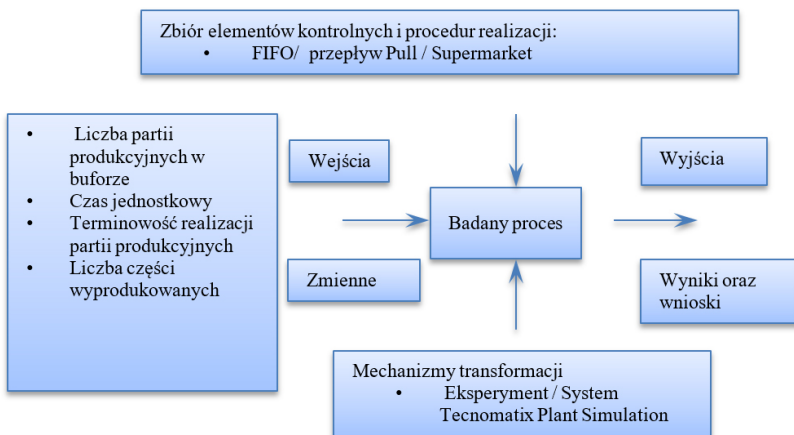 Zbiór elementów kontrolnych i procedur realizacji:
• FIFO/ przepływ Pull / Supermarket
• Liczba partii
produkcyjnych w
buforze
• Czas jednostkowy
• Terminowość realizacji
partii produkcyjnych
• Liczba części
wyprodukowanych
Wejścia
Zmienne
Badany proces
Wyjścia
Wyniki oraz
wnioski
Mechanizmy transformacji
• Eksperyment / System
Tecnomatix Plant Simulation